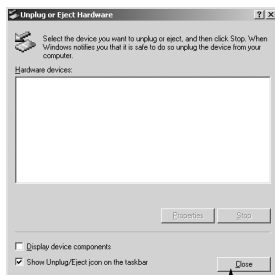 Unplug or Eject Hardware
Select the device you want to unplug or eject, and then click Stop. When
Windows notifies you that it is safe to do so unplug the device from your
computer.
Hardware devices:
Properties
Stop
Display device components
Show Unplug/Eject icon on the taskbar
Close